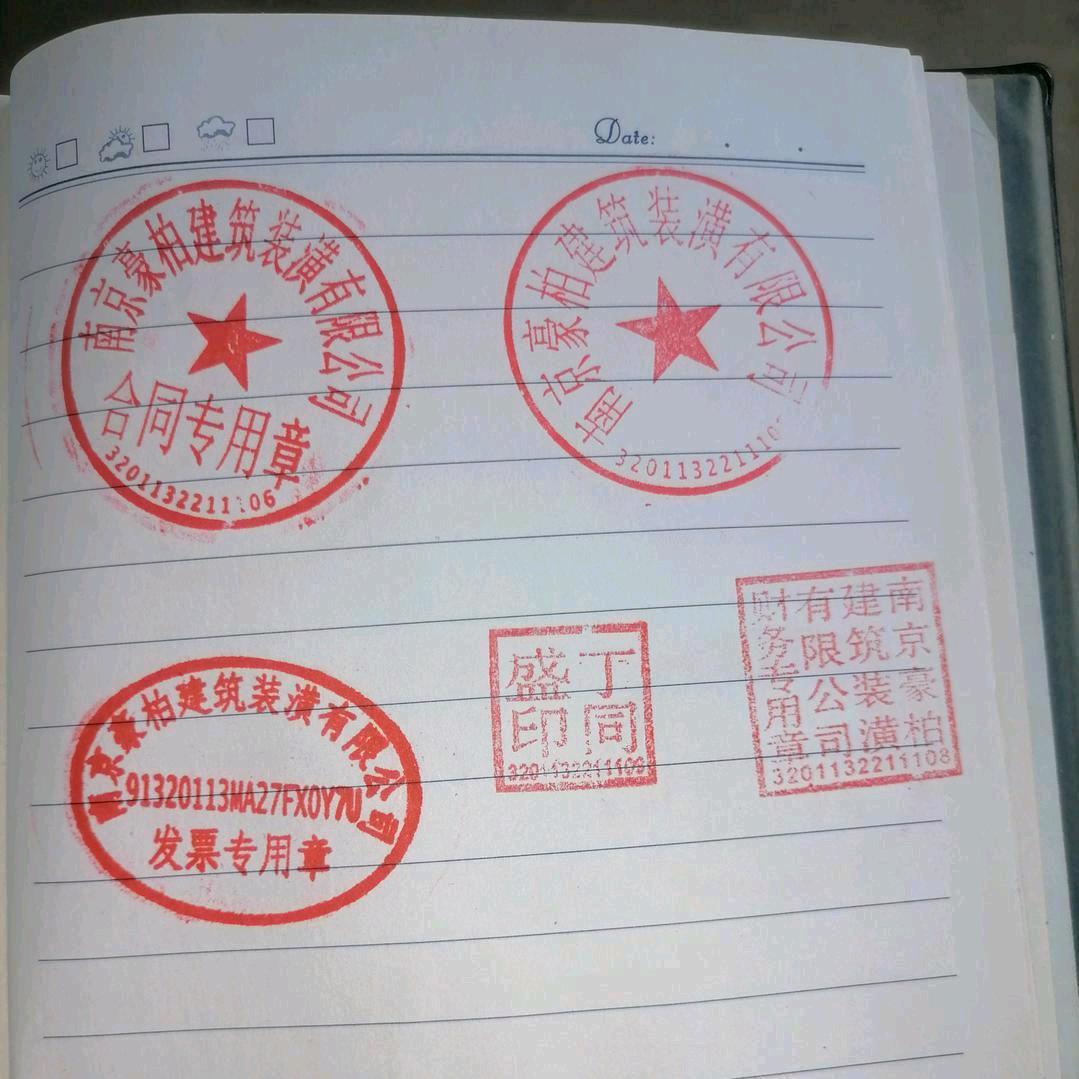 Date:
南京豪柏建筑装潢有限公司
合同专用章
3201132211106
南京豪柏建筑装潢有限公司
320113221110
南京豪柏建筑装潢有限公司
91320113MA27FX0Y7U
发票专用章
丁同
盛印
3201132211109
南京豪柏
建筑装潢
有限公司
财务专用章
3201132211108